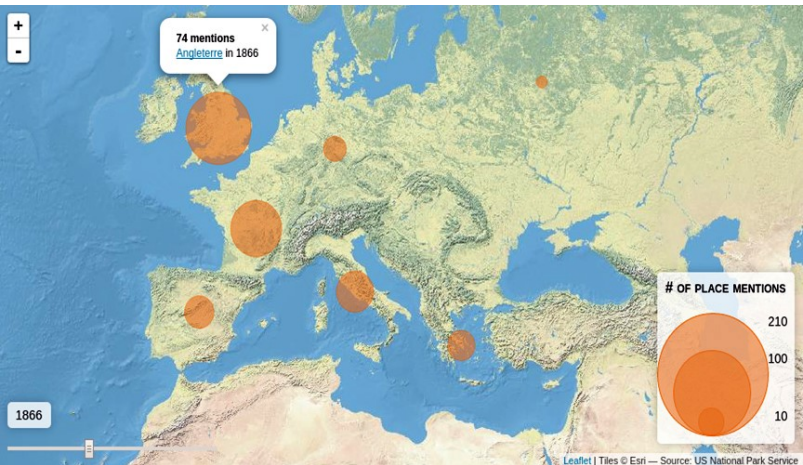 +
-
×
74 mentions
Angleterre in 1866
# OF PLACE MENTIONS
210
100
10
1866
Leaflet | Tiles © Esri — Source: US National Park Service